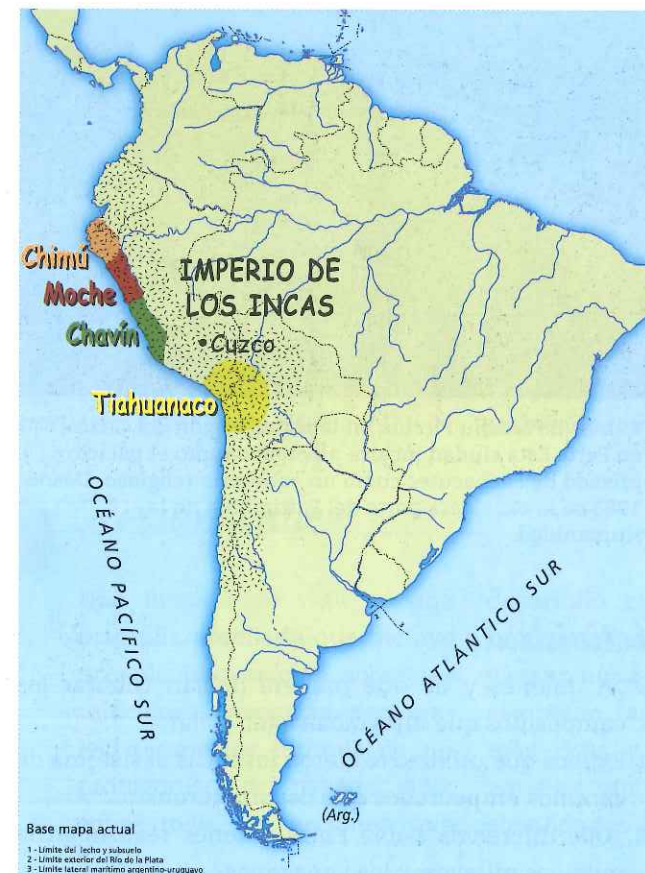 Chimú
Moche
Chavín
IMPERIO DE
LOS INCAS
•Cuzco
Tiahuanaco
OCÉANO PACÍFICO SUR
OCÉANO ATLÁNTICO SUR
(Arg.)
Base mapa actual
1 - Límite del lecho y subsuelo
2 - Límite exterior del Río de la Plata
3 - Límite lateral marítimo argentino-uruguayo